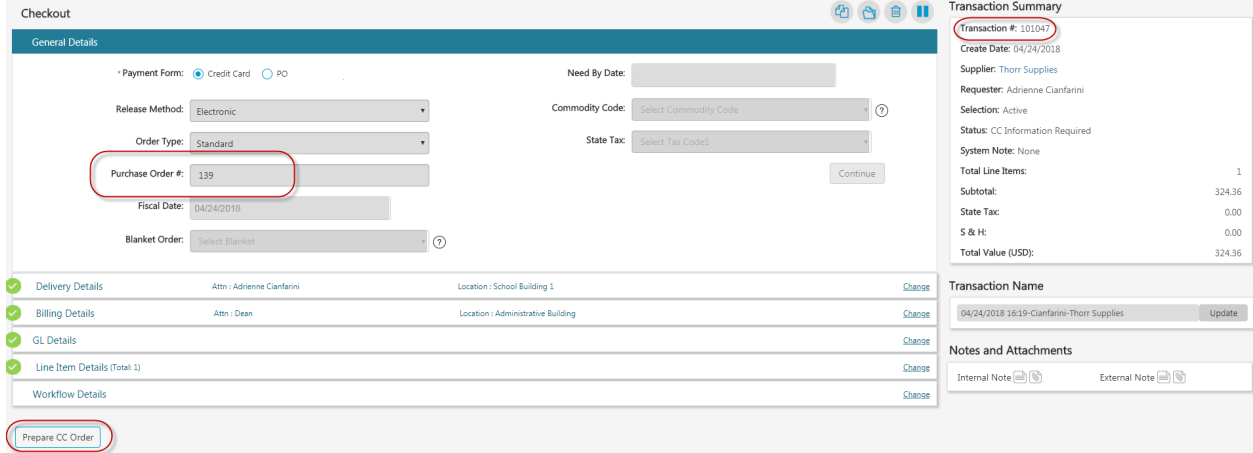 Checkout
General Details
* Payment Form: Credit Card PO
Need By Date:
Release Method: Electronic
Commodity Code: Select Commodity Code ?
Order Type: Standard
State Tax: Select Tax Code1
Purchase Order #: 139
Continue
Fiscal Date: 04/24/2018
Blanket Order: Select Blanket ?
Delivery Details Attn : Adrienne Cianfarini Location : School Building 1 Change
Billing Details Attn : Dean Location : Administrative Building Change
GL Details Change
Line Item Details (Total: 1) Change
Workflow Details Change
Prepare CC Order
Transaction Summary
Transaction #: 101047
Create Date: 04/24/2018
Supplier: Thorr Supplies
Requester: Adrienne Cianfarini
Selection: Active
Status: CC Information Required
System Note: None
Total Line Items: 1
Subtotal: 324.36
State Tax: 0.00
S & H: 0.00
Total Value (USD): 324.36
Transaction Name
04/24/2018 16:19-Cianfarini-Thorr Supplies Update
Notes and Attachments
Internal Note External Note